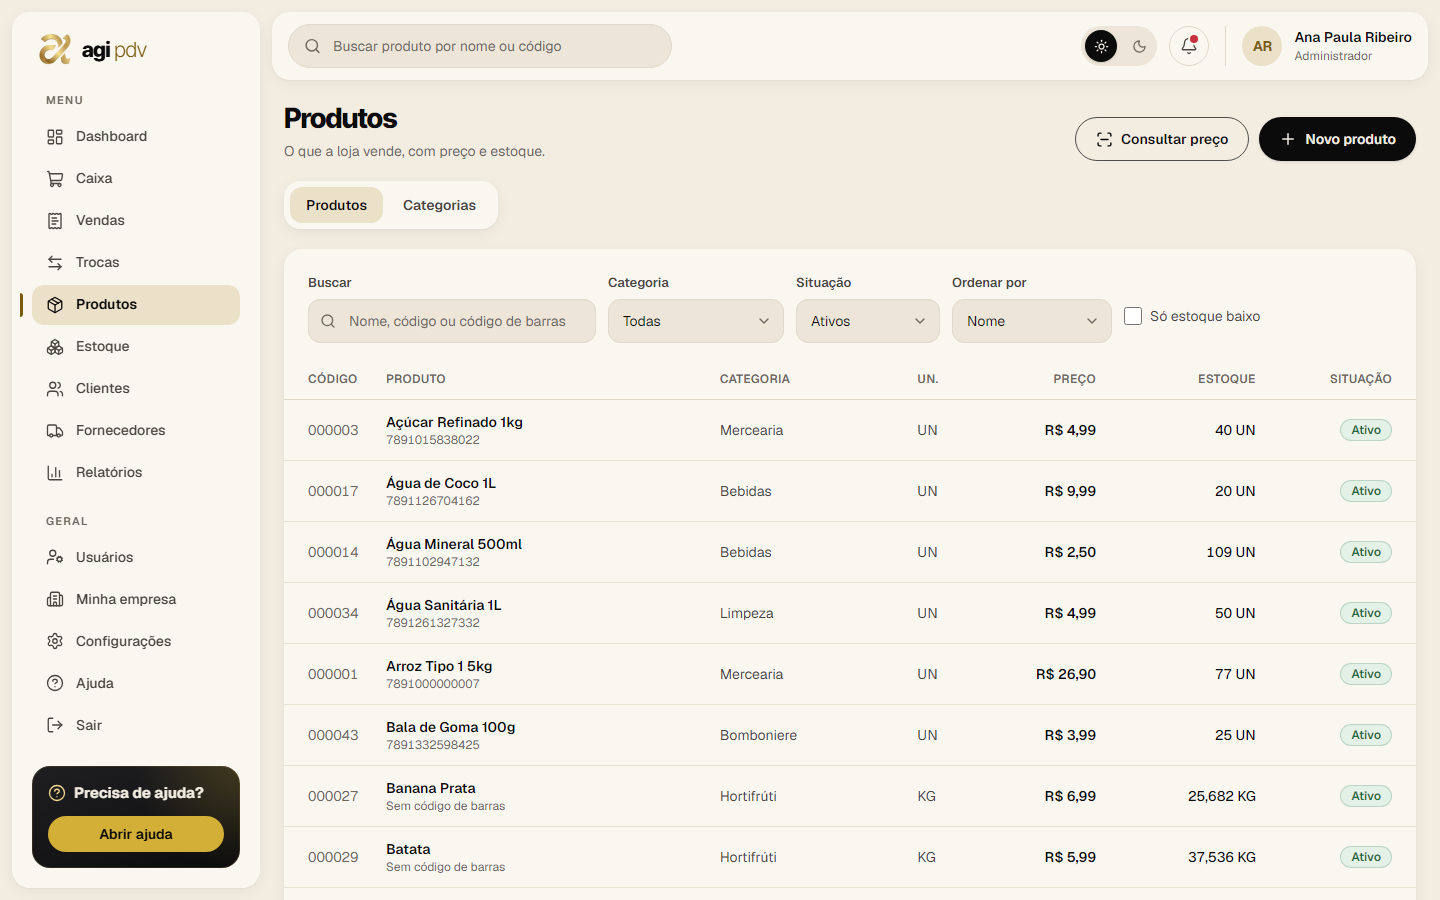 agi pdv
MENU
Dashboard
Caixa
Vendas
Trocas
Produtos
Estoque
Clientes
Fornecedores
Relatórios
GERAL
Usuários
Minha empresa
Configurações
Ajuda
Sair
Precisa de ajuda?
Abrir ajuda
Buscar produto por nome ou código
AR
Ana Paula Ribeiro
Administrador
Produtos
O que a loja vende, com preço e estoque.
Consultar preço
Novo produto
Produtos Categorias
Buscar Categoria Situação Ordenar por
Nome, código ou código de barras Todas Ativos Nome Só estoque baixo
CÓDIGO PRODUTO CATEGORIA UN. PREÇO ESTOQUE SITUAÇÃO
000003 Açúcar Refinado 1kg Mercearia UN R$ 4,99 40 UN Ativo
7891015838022
000017 Água de Coco 1L Bebidas UN R$ 9,99 20 UN Ativo
7891126704162
000014 Água Mineral 500ml Bebidas UN R$ 2,50 109 UN Ativo
7891102947132
000034 Água Sanitária 1L Limpeza UN R$ 4,99 50 UN Ativo
7891261327332
000001 Arroz Tipo 1 5kg Mercearia UN R$ 26,90 77 UN Ativo
7891000000007
000043 Bala de Goma 100g Bomboniere UN R$ 3,99 25 UN Ativo
7891332598425
000027 Banana Prata Hortifrúti KG R$ 6,99 25,682 KG Ativo
Sem código de barras
000029 Batata Hortifrúti KG R$ 5,99 37,536 KG Ativo
Sem código de barras